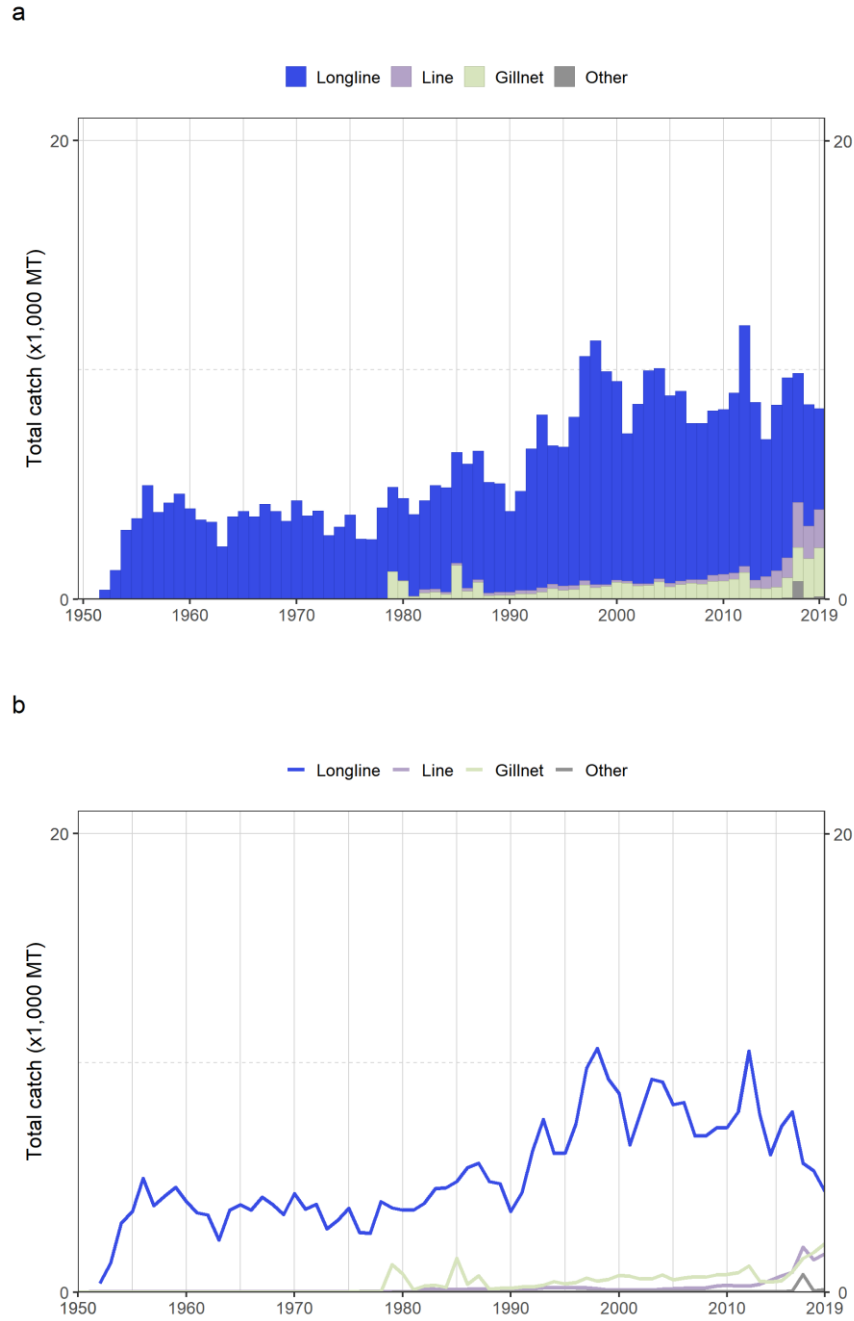 a
Longline Line Gillnet Other
Total catch (x1,000 MT)
20 20
0 0
1950 1960 1970 1980 1990 2000 2010 2019
b
Longline Line Gillnet Other
Total catch (x1,000 MT)
20 20
0 0
1950 1960 1970 1980 1990 2000 2010 2019